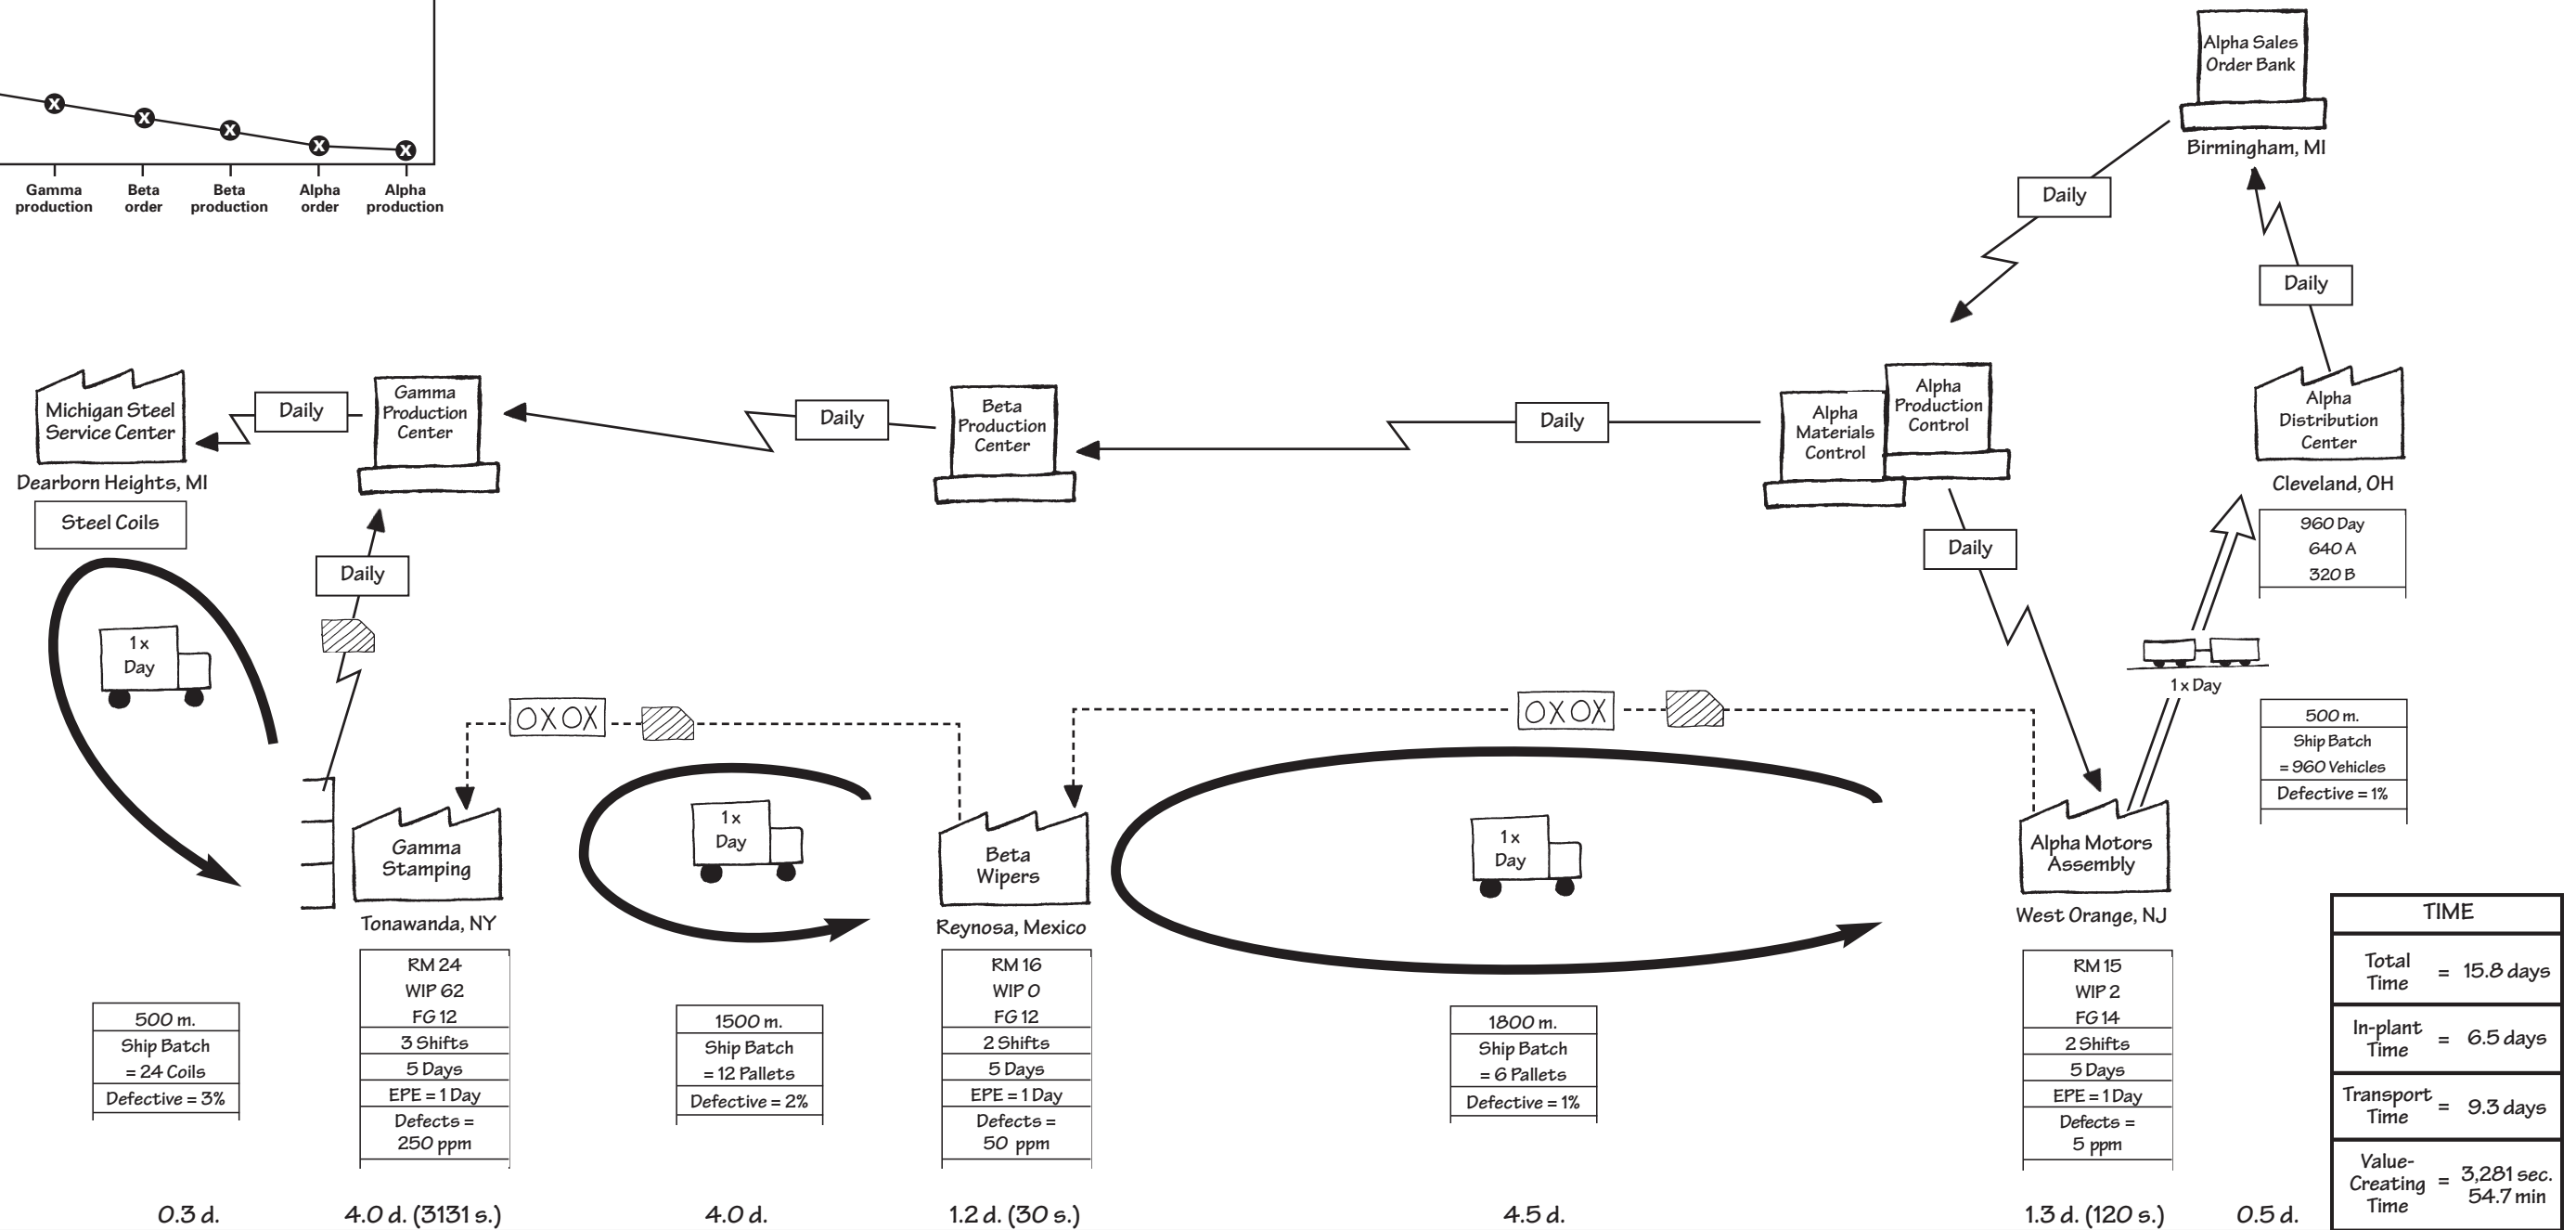 X
X
X
X
X
Gamma
production
Beta
order
Beta
production
Alpha
order
Alpha
production
Alpha Sales
Order Bank
Birmingham, MI
Daily
Daily
Michigan Steel
Service Center
Dearborn Heights, MI
Steel Coils
Daily
Gamma
Production
Center
Daily
Beta
Production
Center
Daily
Alpha
Materials
Control
Alpha
Production
Control
Alpha
Distribution
Center
Cleveland, OH
960 Day
640 A
320 B
Daily
Daily
1 x
Day
OXOX
OXOX
1 x Day
500 m.
Ship Batch
= 960 Vehicles
Defective = 1%
Gamma
Stamping
Tonawanda, NY
1 x
Day
Beta
Wipers
Reynosa, Mexico
1 x
Day
Alpha Motors
Assembly
West Orange, NJ
500 m.
Ship Batch
= 24 Coils
Defective = 3%
RM 24
WIP 62
FG 12
3 Shifts
5 Days
EPE = 1 Day
Defects =
250 ppm
1500 m.
Ship Batch
= 12 Pallets
Defective = 2%
RM 16
WIP 0
FG 12
2 Shifts
5 Days
EPE = 1 Day
Defects =
50 ppm
1800 m.
Ship Batch
= 6 Pallets
Defective = 1%
RM 15
WIP 2
FG 14
2 Shifts
5 Days
EPE = 1 Day
Defects =
5 ppm
TIME
Total
Time = 15.8 days
In-plant
Time = 6.5 days
Transport
Time = 9.3 days
Value-
Creating
Time = 3,281 sec.
54.7 min
0.3 d.
4.0 d. (3131 s.)
4.0 d.
1.2 d. (30 s.)
4.5 d.
1.3 d. (120 s.)
0.5 d.